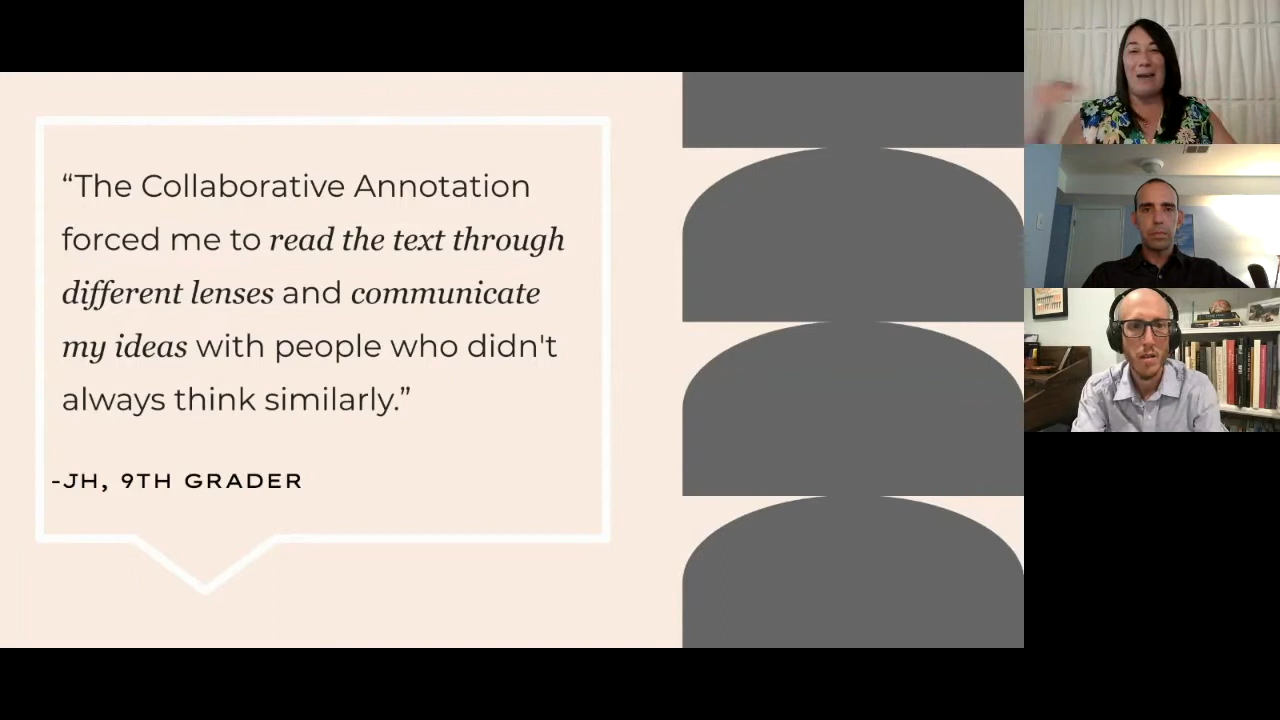 “The Collaborative Annotation
forced me to read the text through
different lenses and communicate
my ideas with people who didn't
always think similarly.”
-JH, 9TH GRADER